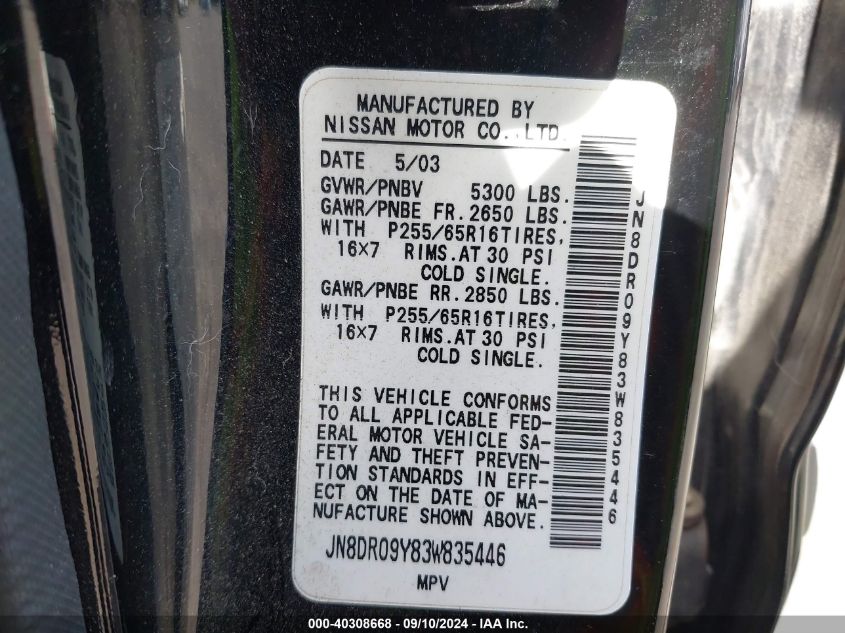 MANUFACTURED BY
NISSAN MOTOR CO.,LTD.
DATE 5/03
GVWR/PNBV 5300 LBS.
GAWR/PNBE FR.2650 LBS.
WITH P255/65R16TIRES,
16×7 RIMS.AT 30 PSI
COLD SINGLE.
GAWR/PNBE RR.2850 LBS.
WITH P255/65R16TIRES,
16×7 RIMS.AT 30 PSI
COLD SINGLE.
THIS VEHICLE CONFORMS
TO ALL APPLICABLE FED-
ERAL MOTOR VEHICLE SA-
FETY AND THEFT PREVEN-
TION STANDARDS IN EFF-
ECT ON THE DATE OF MA-
NUFACTURE SHOWN ABOVE.
JN8DR09Y83W835446
MPV
JN8DR09Y83W835446
000-40308668 - 09/10/2024 - IAAI.com